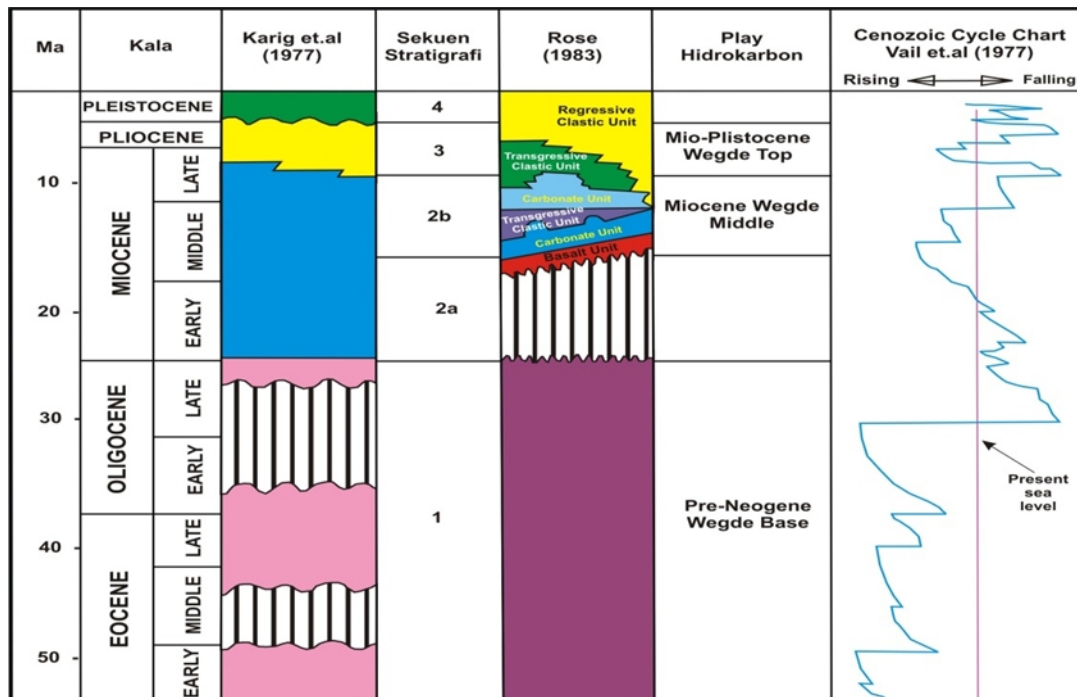 Ma
Kala
Karig et.al
(1977)
Sekuen
Stratigrafi
Rose
(1983)
Play
Hidrokarbon
Cenozoic Cycle Chart
Vail et.al (1977)
Rising
Falling
PLEISTOCENE
4
Regressive
Clastic Unit
PLIOCENE
3
Mio-Plistocene
Wegde Top
10
MIOCENE
LATE
Transgressive
Clastic Unit
Carbonate Unit
2b
Miocene Wegde
Middle
MIDDLE
Transgressive
Clastic Unit
Carbonate Unit
Basalt Unit
20
EARLY
2a
30
OLIGOCENE
LATE
EARLY
Present
sea
level
1
Pre-Neogene
Wegde Base
40
EOCENE
LATE
MIDDLE
50
EARLY